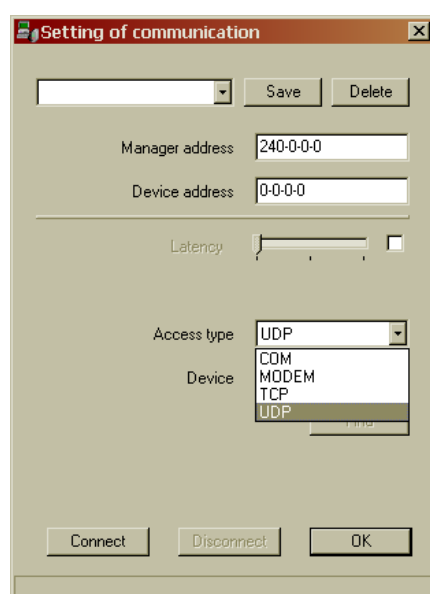 Setting of communication
Save
Delete
Manager address 240-0-0-0
Device address 0-0-0-0
Latency
Access type UDP
COM
Device
MODEM
TCP
UDP
Connect
Disconnect
OK